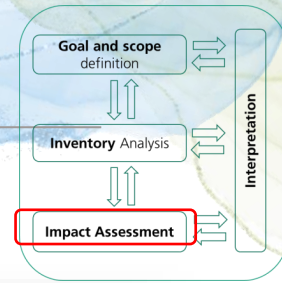 Goal and scope
definition
Inventory Analysis
Impact Assessment
Interpretation